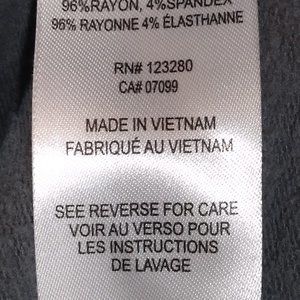 96%RAYON, 4%SPANDEX
96% RAYONNE 4% ÉLASTHANNE
RN# 123280
CA# 07099
MADE IN VIETNAM
FABRIQUÉ AU VIETNAM
SEE REVERSE FOR CARE
VOIR AU VERSO POUR
LES INSTRUCTIONS
DE LAVAGE